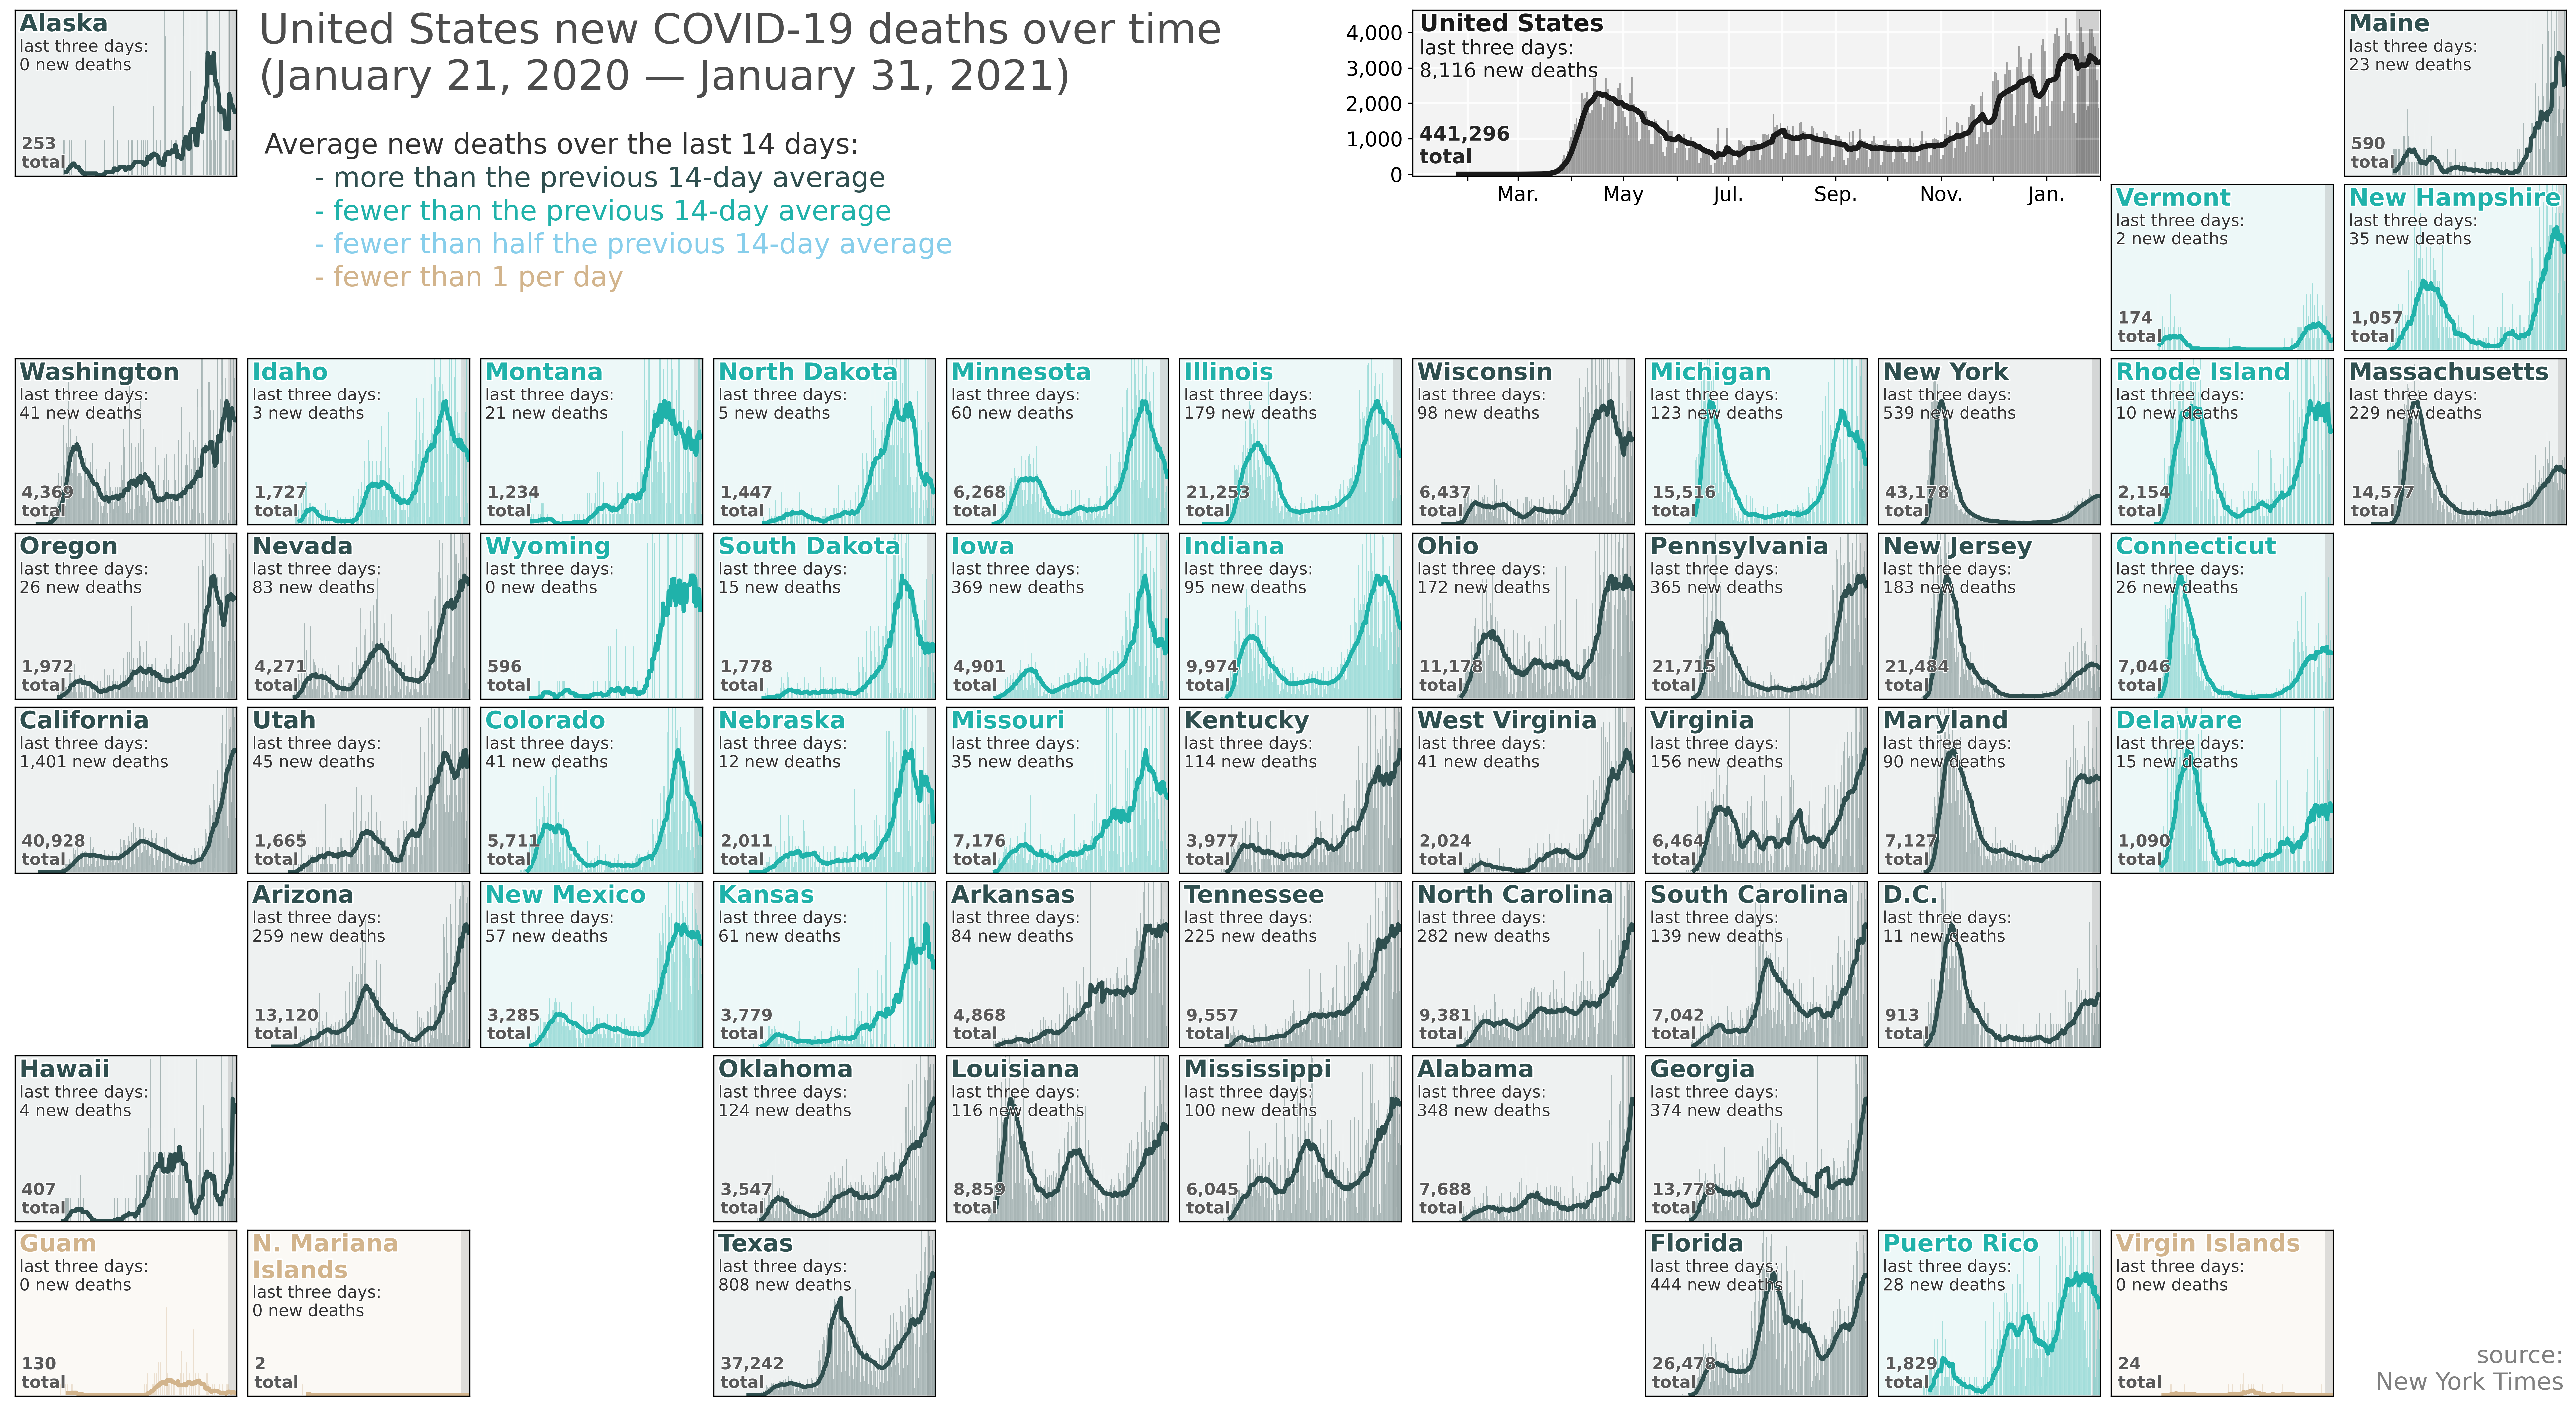 Alaska
last three days:
0 new deaths
253
total
United States new COVID-19 deaths over time
(January 21, 2020 — January 31, 2021)
Average new deaths over the last 14 days:
- more than the previous 14-day average
- fewer than the previous 14-day average
- fewer than half the previous 14-day average
- fewer than 1 per day
United States
last three days:
8,116 new deaths
441,296
total
4,000
3,000
2,000
1,000
0
Mar.
May
Jul.
Sep.
Nov.
Jan.
Maine
last three days:
23 new deaths
590
total
Vermont
last three days:
2 new deaths
174
total
New Hampshire
last three days:
35 new deaths
1,057
total
Washington
last three days:
41 new deaths
4,369
total
Idaho
last three days:
3 new deaths
1,727
total
Montana
last three days:
21 new deaths
1,234
total
North Dakota
last three days:
5 new deaths
1,447
total
Minnesota
last three days:
60 new deaths
6,268
total
Illinois
last three days:
179 new deaths
21,253
total
Wisconsin
last three days:
98 new deaths
6,437
total
Michigan
last three days:
123 new deaths
15,516
total
New York
last three days:
539 new deaths
43,178
total
Rhode Island
last three days:
10 new deaths
2,154
total
Massachusetts
last three days:
229 new deaths
14,577
total
Oregon
last three days:
26 new deaths
1,972
total
Nevada
last three days:
83 new deaths
4,271
total
Wyoming
last three days:
0 new deaths
596
total
South Dakota
last three days:
15 new deaths
1,778
total
Iowa
last three days:
369 new deaths
4,901
total
Indiana
last three days:
95 new deaths
9,974
total
Ohio
last three days:
172 new deaths
11,178
total
Pennsylvania
last three days:
365 new deaths
21,715
total
New Jersey
last three days:
183 new deaths
21,484
total
Connecticut
last three days:
26 new deaths
7,046
total
California
last three days:
1,401 new deaths
40,928
total
Utah
last three days:
45 new deaths
1,665
total
Colorado
last three days:
41 new deaths
5,711
total
Nebraska
last three days:
12 new deaths
2,011
total
Missouri
last three days:
35 new deaths
7,176
total
Kentucky
last three days:
114 new deaths
3,977
total
West Virginia
last three days:
41 new deaths
2,024
total
Virginia
last three days:
156 new deaths
6,464
total
Maryland
last three days:
90 new deaths
7,127
total
Delaware
last three days:
15 new deaths
1,090
total
Arizona
last three days:
259 new deaths
13,120
total
New Mexico
last three days:
57 new deaths
3,285
total
Kansas
last three days:
61 new deaths
3,779
total
Arkansas
last three days:
84 new deaths
4,868
total
Tennessee
last three days:
225 new deaths
9,557
total
North Carolina
last three days:
282 new deaths
9,381
total
South Carolina
last three days:
139 new deaths
7,042
total
D.C.
last three days:
11 new deaths
913
total
Hawaii
last three days:
4 new deaths
407
total
Oklahoma
last three days:
124 new deaths
3,547
total
Louisiana
last three days:
116 new deaths
8,859
total
Mississippi
last three days:
100 new deaths
6,045
total
Alabama
last three days:
348 new deaths
7,688
total
Georgia
last three days:
374 new deaths
13,778
total
Guam
last three days:
0 new deaths
130
total
N. Mariana
Islands
last three days:
0 new deaths
2
total
Texas
last three days:
808 new deaths
37,242
total
Florida
last three days:
444 new deaths
26,478
total
Puerto Rico
last three days:
28 new deaths
1,829
total
Virgin Islands
last three days:
0 new deaths
24
total
source:
New York Times